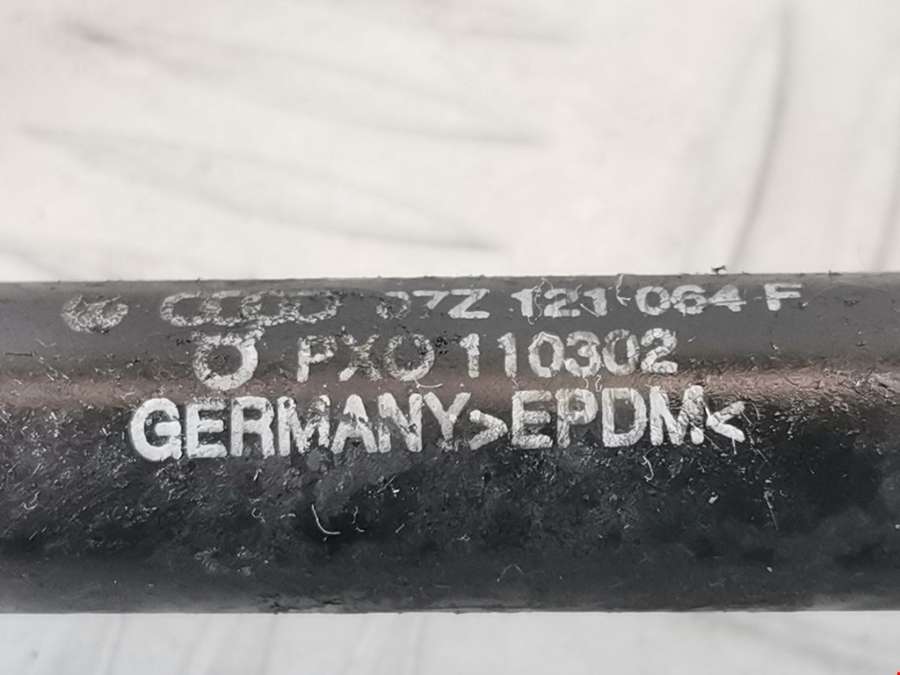 07Z 121 064 F
PXO 110302
GERMANY >EPDM<